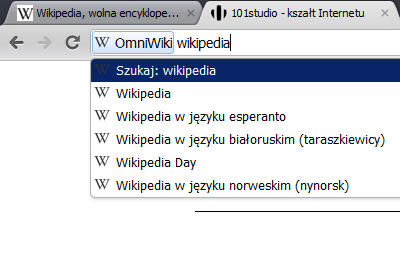 Wikipedia, wolna encyklope...
101studio - kszałt Internetu
OmniWiki wikipedia
Szukaj: wikipedia
Wikipedia
Wikipedia w języku esperanto
Wikipedia w języku białoruskim (taraszkiewicy)
Wikipedia Day
Wikipedia w języku norweskim (nynorsk)